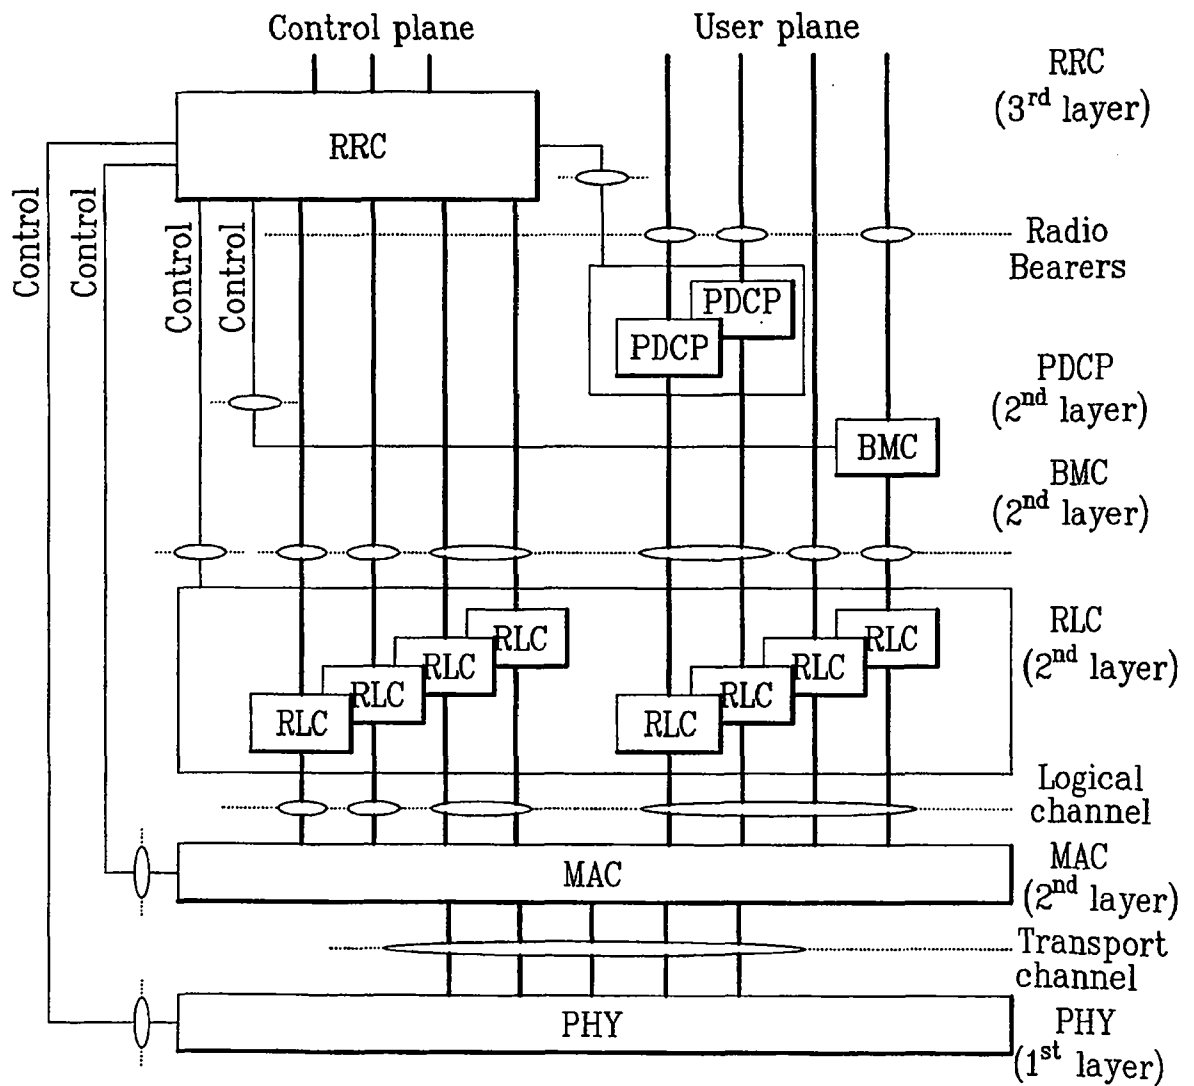 Control plane
User plane
RRC
(3rd layer)
RRC
Control
Control
Control
Control
Radio
Bearers
PDCP
PDCP
PDCP
(2nd layer)
BMC
BMC
(2nd layer)
RLC
RLC
RLC
RLC
RLC
RLC
RLC
RLC
RLC
(2nd layer)
Logical
channel
MAC
MAC
(2nd layer)
Transport
channel
PHY
PHY
(1st layer)